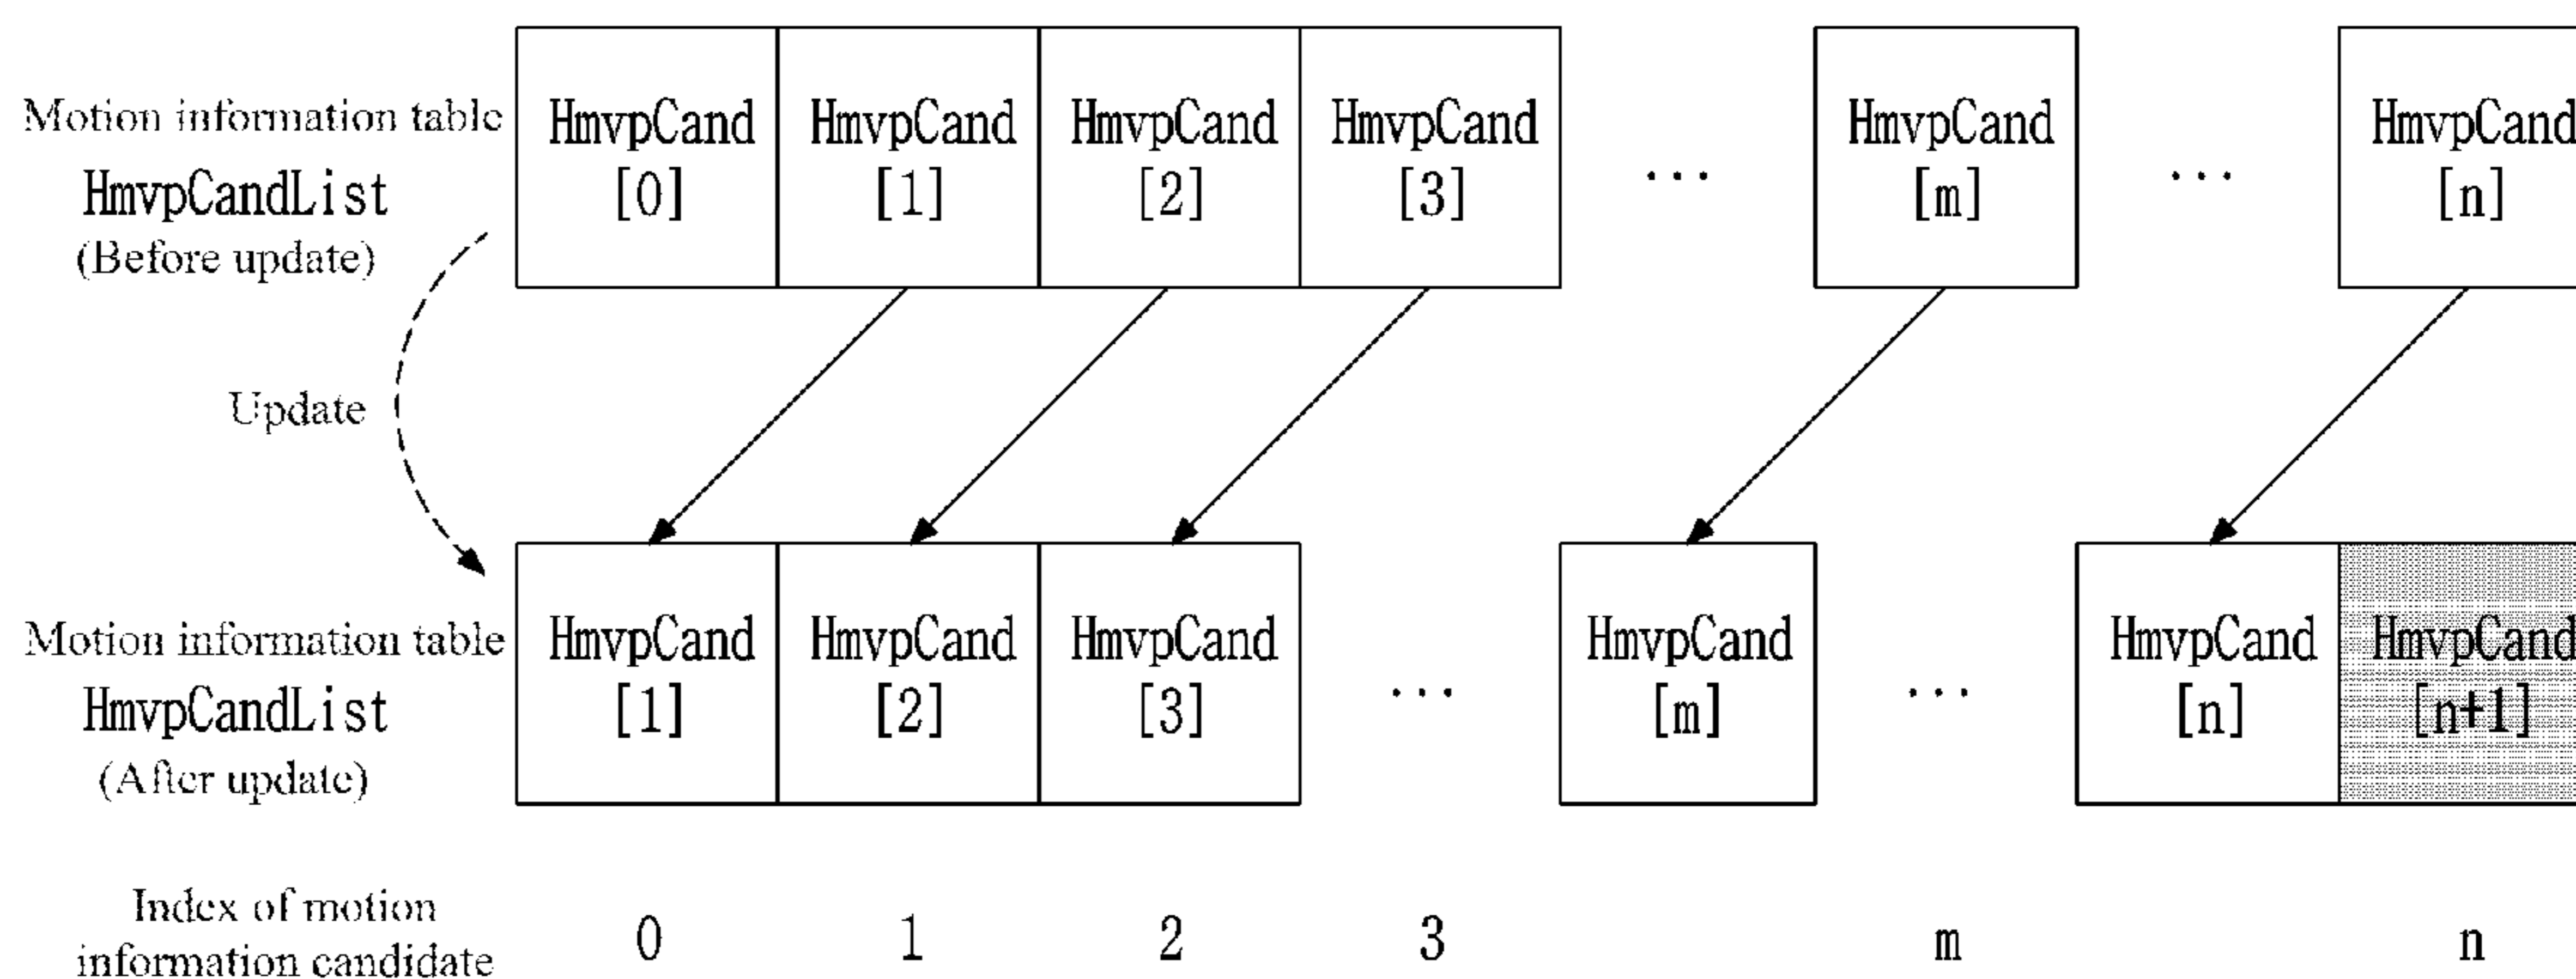 Motion information table
HmvpCandList
(Before update)
HmvpCand
[0]
HmvpCand
[1]
HmvpCand
[2]
HmvpCand
[3]
...
HmvpCand
[m]
...
HmvpCand
[n]
Update
Motion information table
HmvpCandList
(After update)
HmvpCand
[1]
HmvpCand
[2]
HmvpCand
[3]
...
HmvpCand
[m]
...
HmvpCand
[n]
HmvpCand
[n+1]
Index of motion
information candidate
0 1 2 3 m n